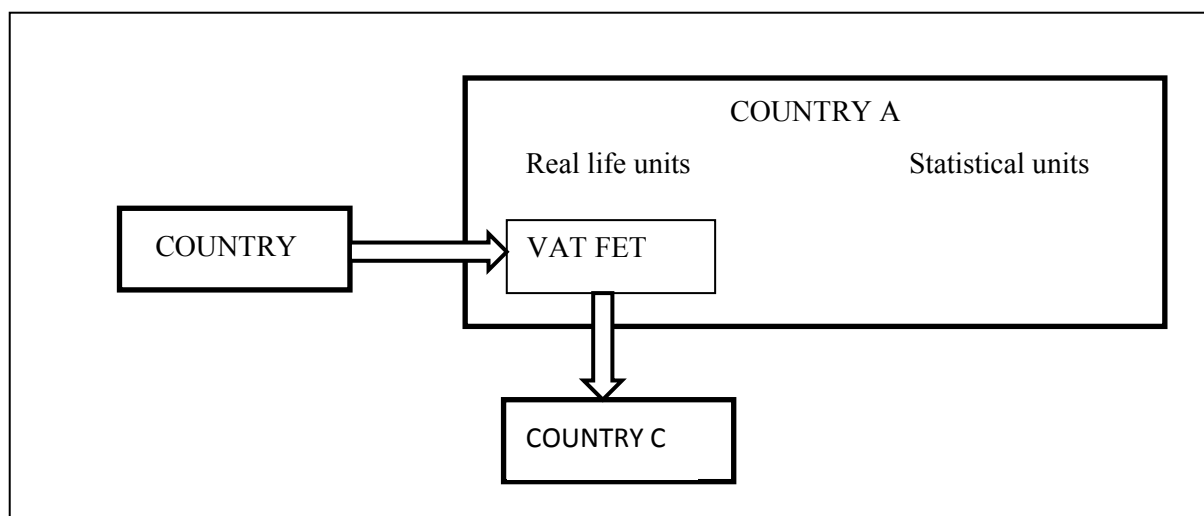 COUNTRY A
Real life units
Statistical units
COUNTRY
VAT FET
COUNTRY C